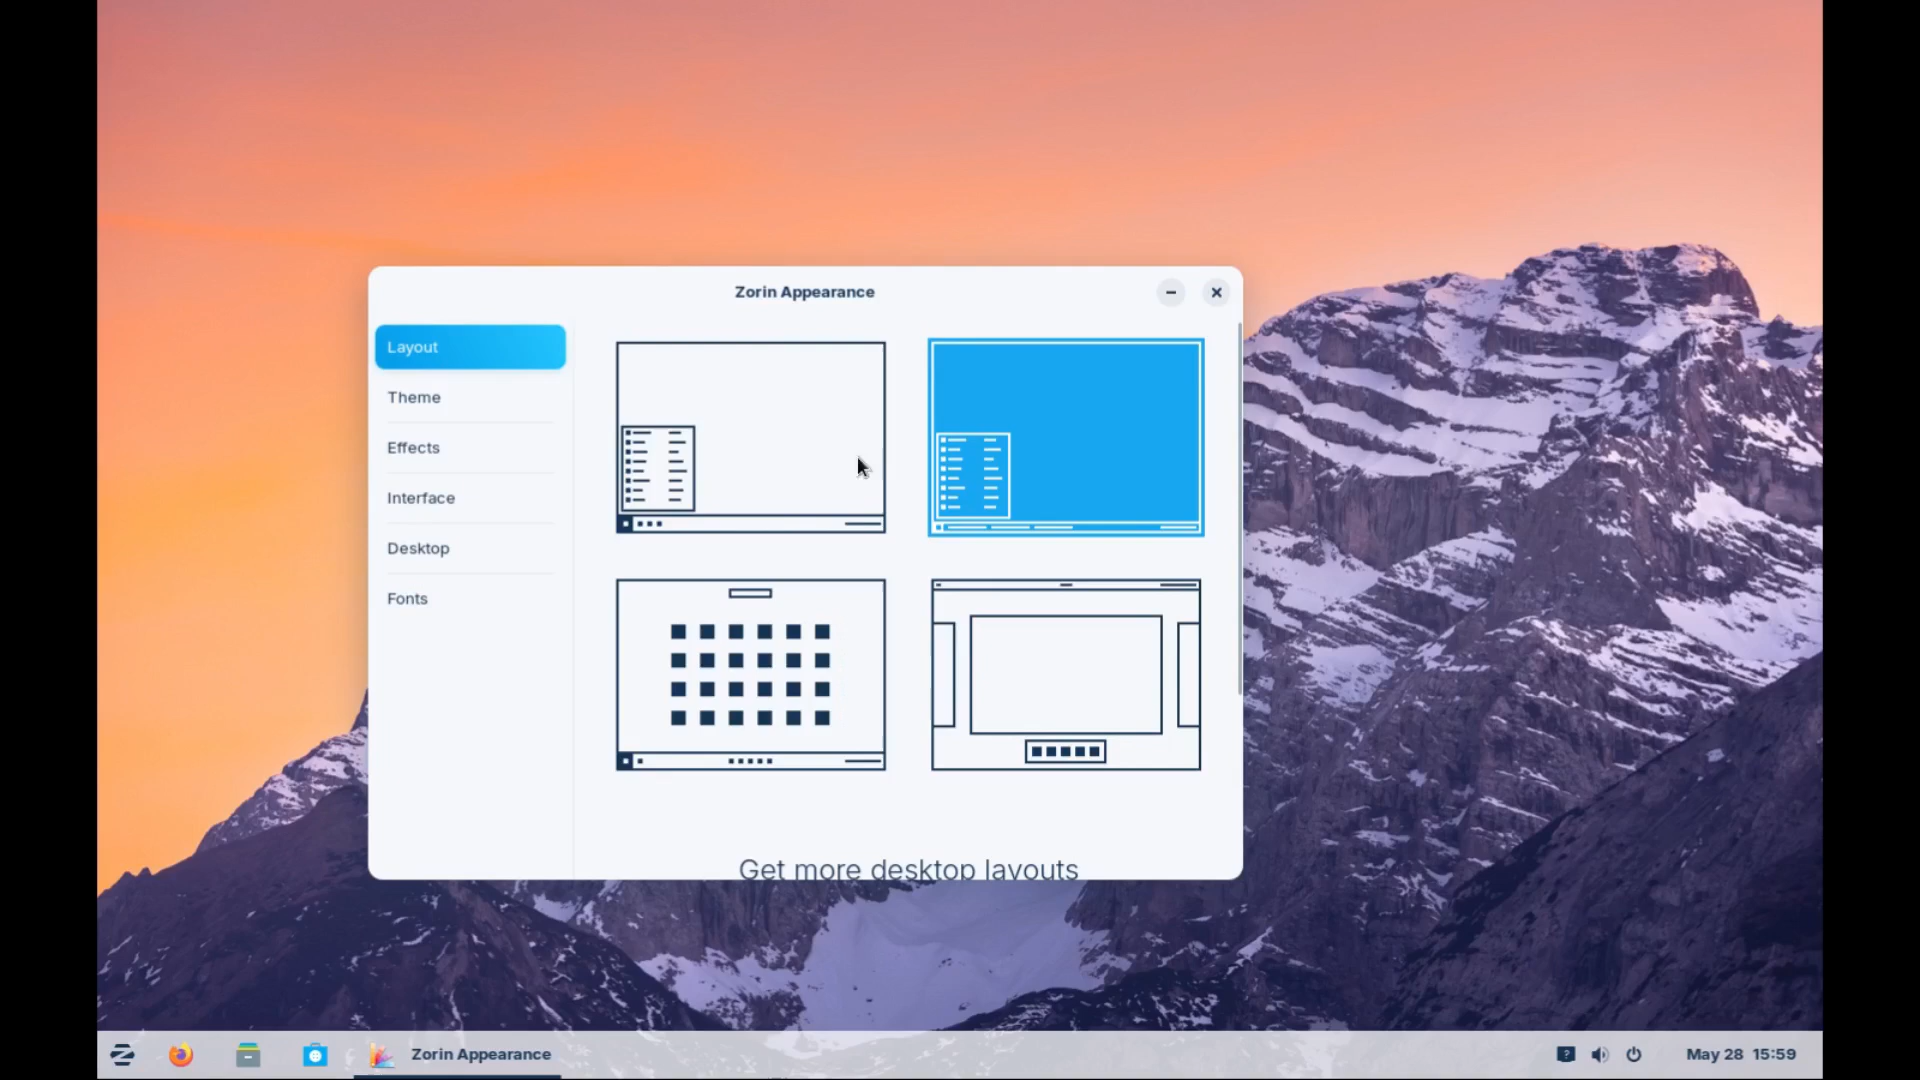 Zorin Appearance
Layout
Theme
Effects
Interface
Desktop
Fonts
Get more desktop layouts
Zorin Appearance
May 28 15:59